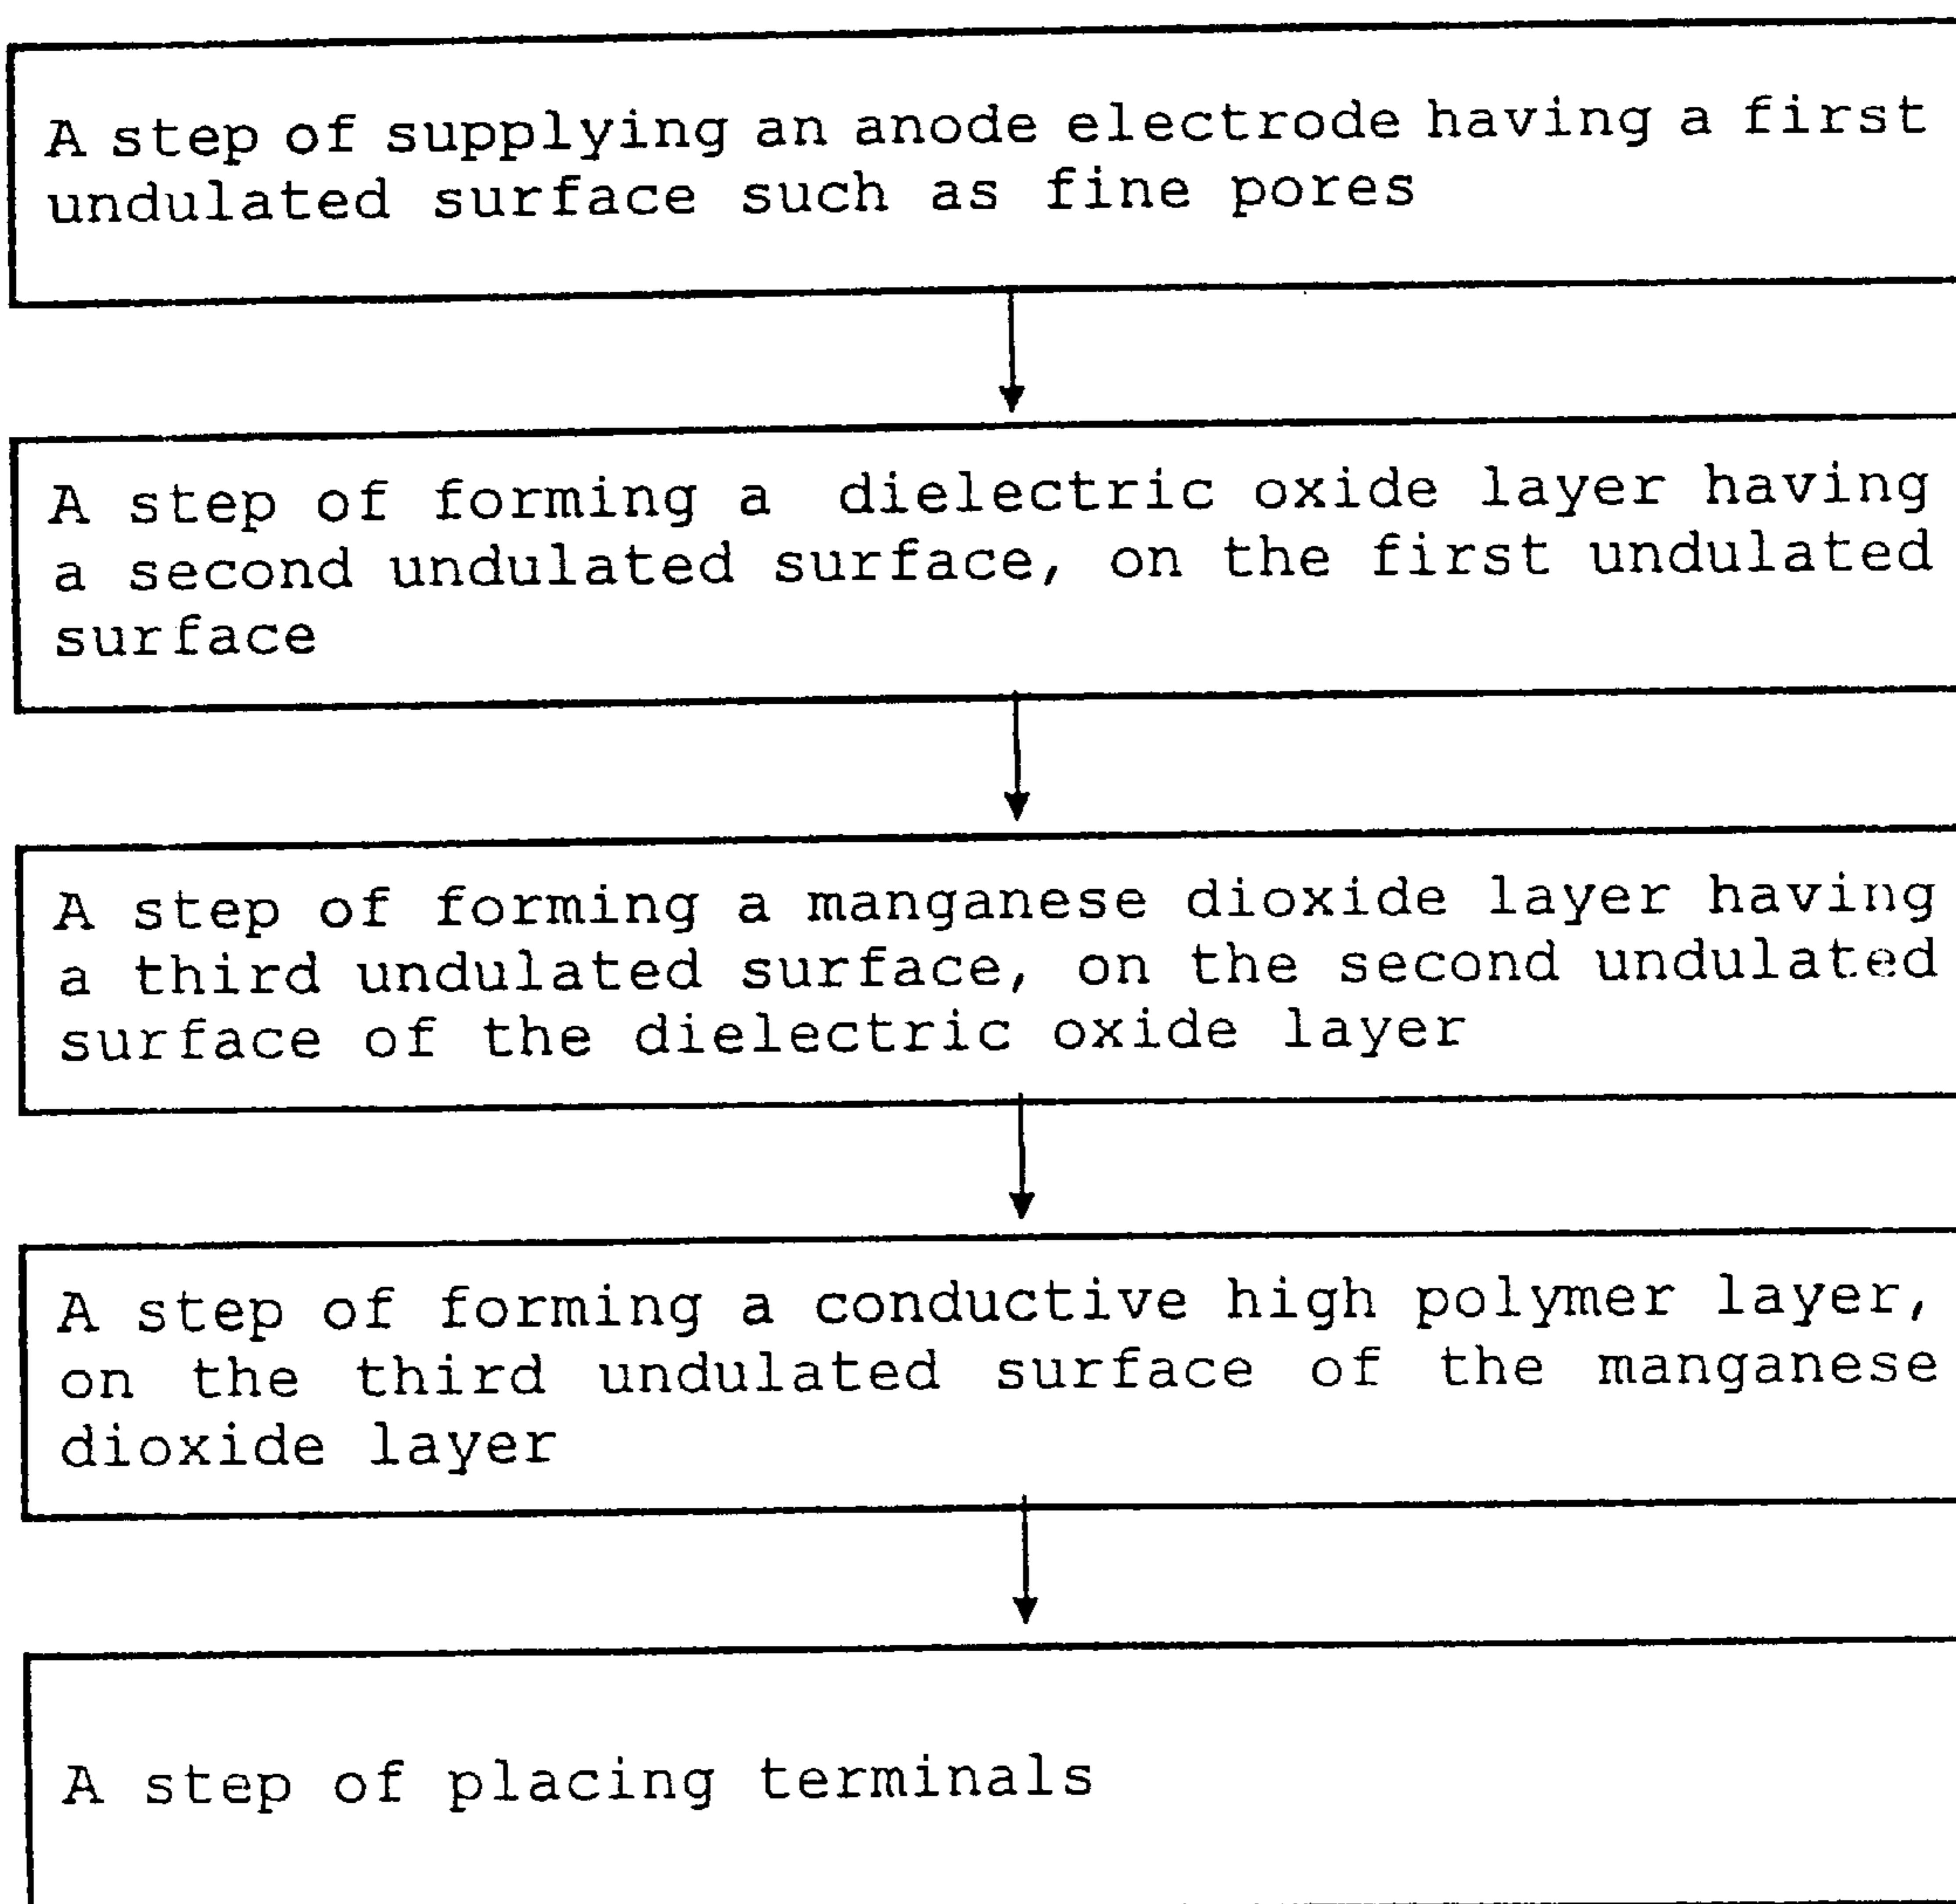 A step of supplying an anode electrode having a first
undulated surface such as fine pores
A step of forming a dielectric oxide layer having
a second undulated surface, on the first undulated
surface
A step of forming a manganese dioxide layer having
a third undulated surface, on the second undulated
surface of the dielectric oxide layer
A step of forming a conductive high polymer layer,
on the third undulated surface of the manganese
dioxide layer
A step of placing terminals